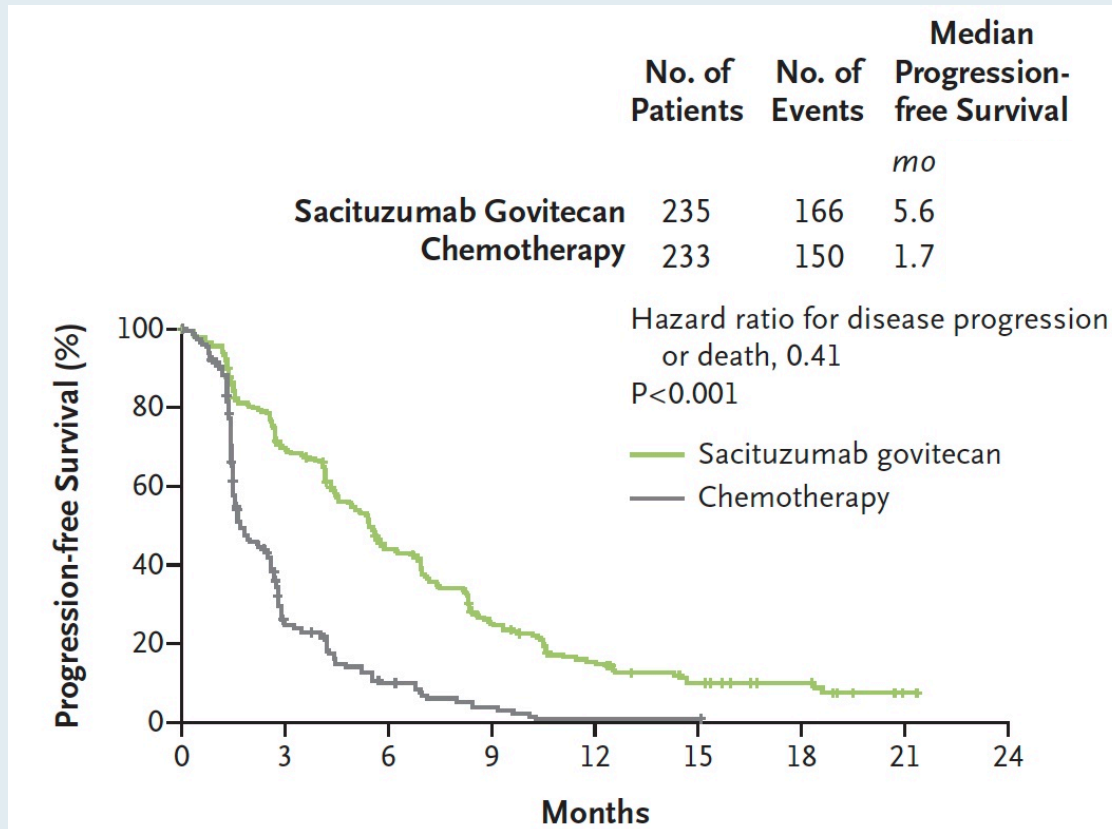 No. of Patients No. of Events Median Progression-free Survival
mo
Sacituzumab Govitecan 235 166 5.6
Chemotherapy 233 150 1.7
Hazard ratio for disease progression
or death, 0.41
P<0.001
Sacituzumab govitecan
Chemotherapy
Progression-free Survival (%)
100
80
60
40
20
0
0 3 6 9 12 15 18 21 24
Months